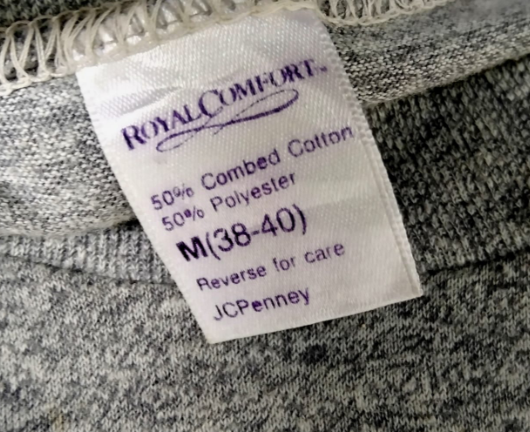 ROYALCOMFORT™
50% Combed Cotton
50% Polyester
M(38-40)
Reverse for care
JCPenney